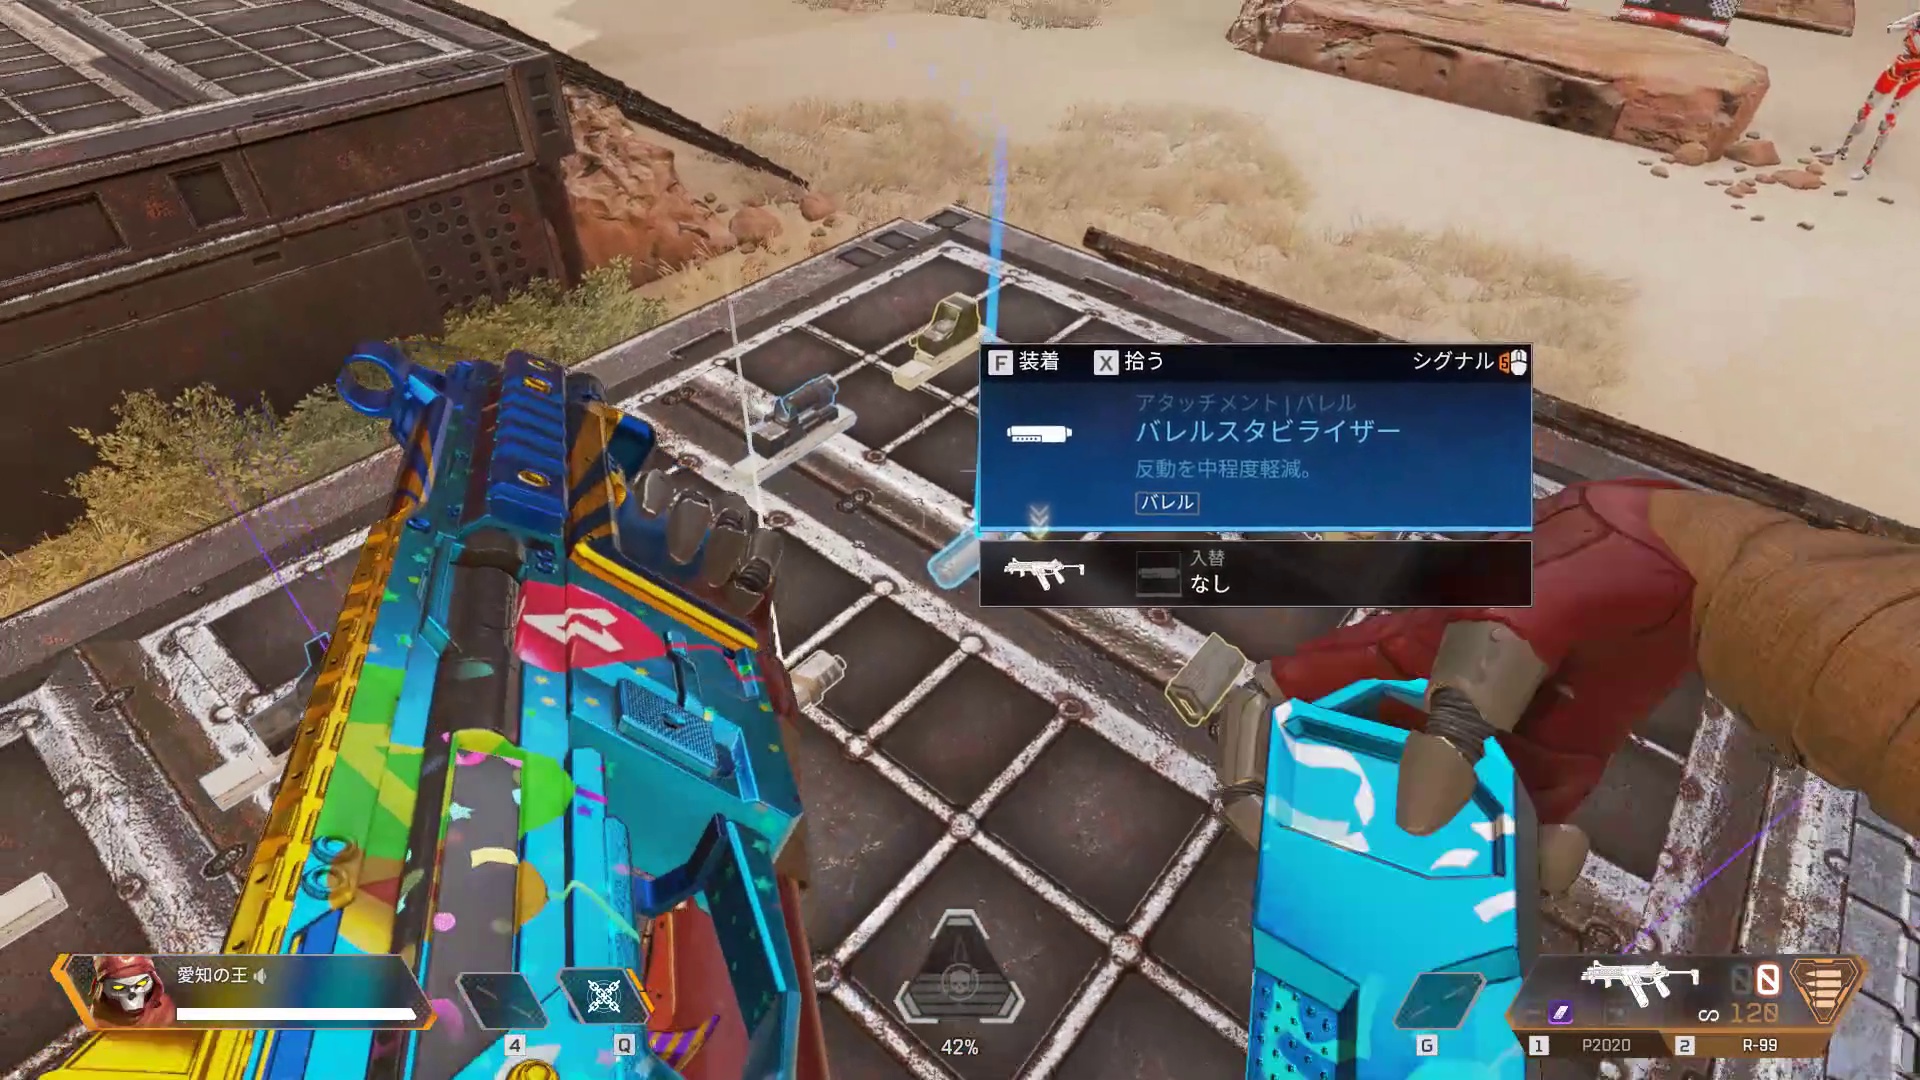 F 装着 X 拾う シグナル 5
アタッチメント | バレル
バレルスタビライザー
反動を中程度軽減。
バレル
入替
なし
愛知の王
4
Q
42%
G
00
∞ 120
1 P2020 2 R-99